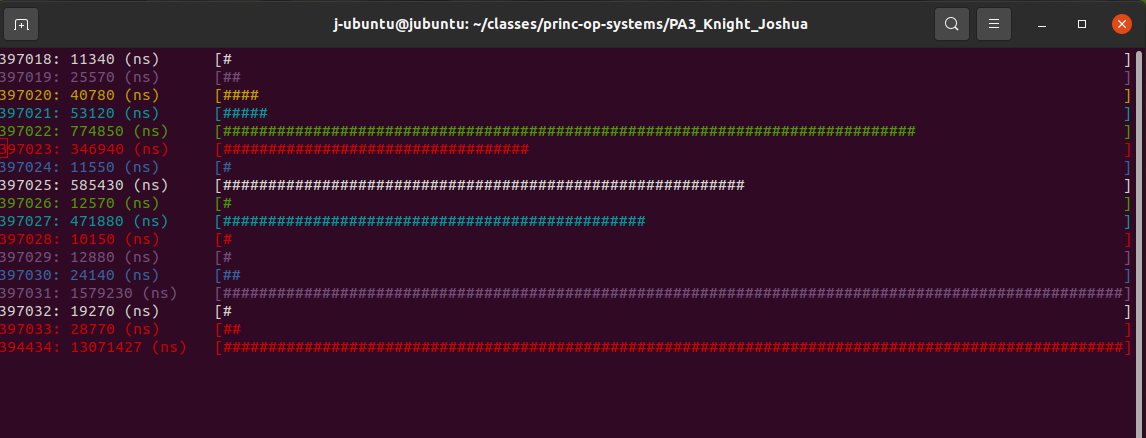 397018: 11340 (ns) [# ]
397019: 25570 (ns) [## ]
397020: 40780 (ns) [#### ]
397021: 53120 (ns) [##### ]
397022: 774850 (ns) [############################################################################# ]
397023: 346940 (ns) [################################## ]
397024: 11550 (ns) [# ]
397025: 585430 (ns) [########################################################## ]
397026: 12570 (ns) [# ]
397027: 471880 (ns) [############################################### ]
397028: 10150 (ns) [# ]
397029: 12880 (ns) [# ]
397030: 24140 (ns) [## ]
397031: 1579230 (ns) [####################################################################################################]
397032: 19270 (ns) [# ]
397033: 28770 (ns) [## ]
394434: 13071427 (ns) [####################################################################################################]
j-ubuntu@jubuntu: ~/classes/princ-op-systems/PA3_Knight_Joshua